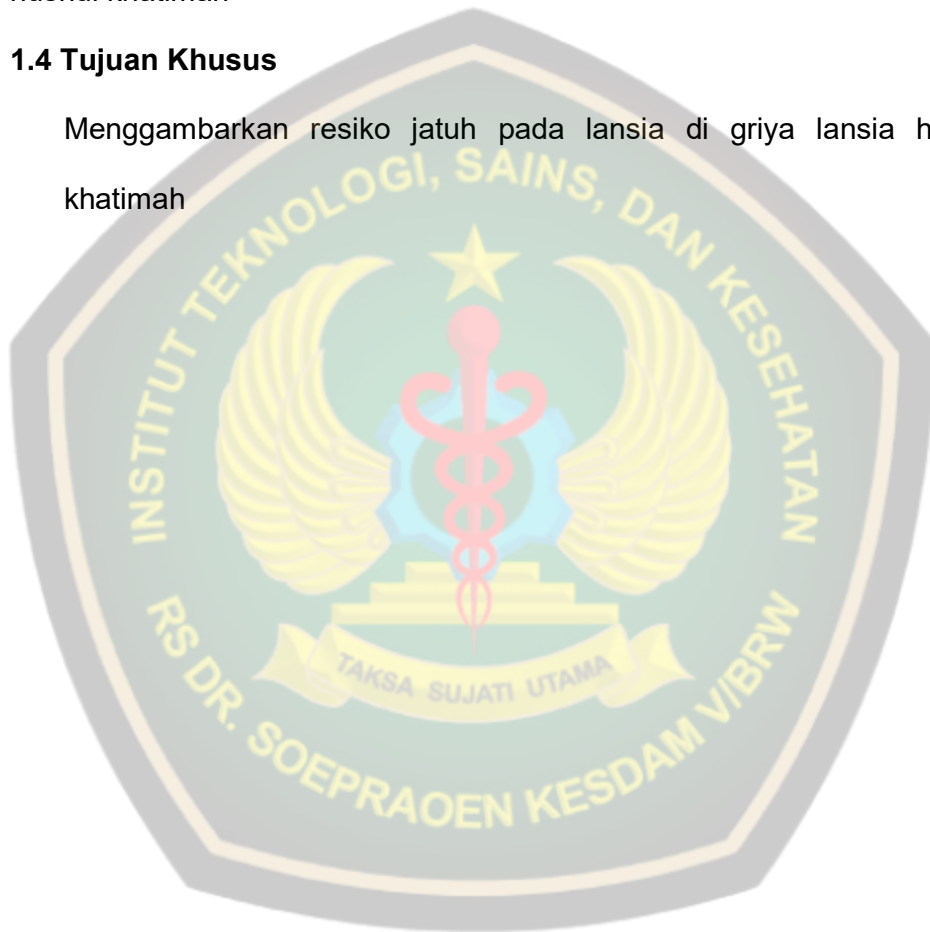 1.4 Tujuan Khusus
Menggambarkan resiko jatuh pada lansia di griya lansia
khatimah
INSTITUT TEKNOLOGI, SAINS, DAN KESEHATAN
TAKSA SUJATI UTAMA
RS DR. SOEPRAOEN KESDAM V/BRW